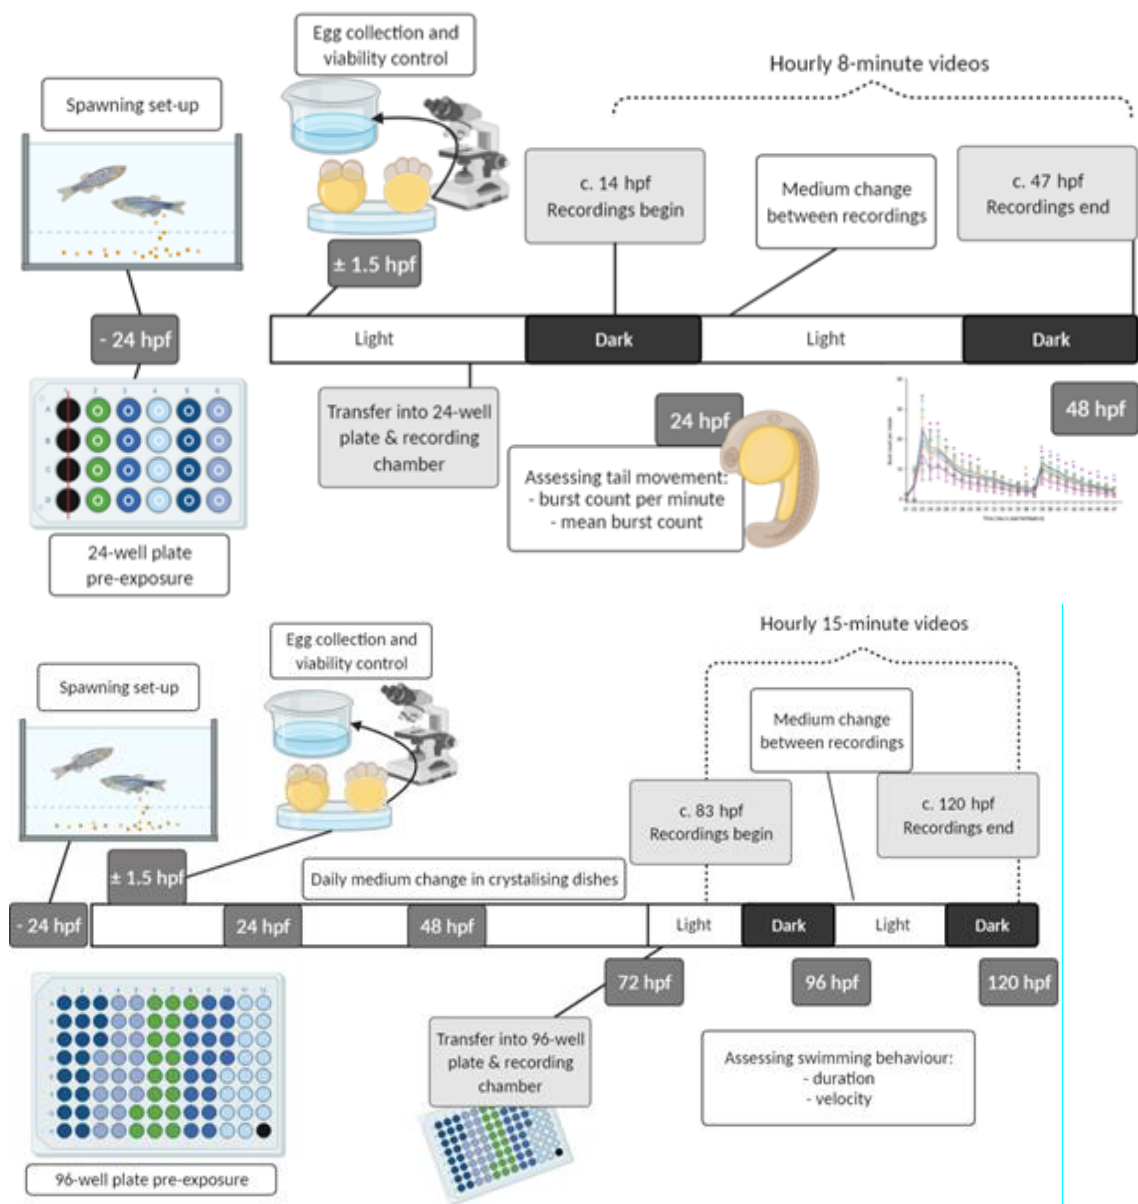 Egg collection and
viability control
Hourly 8-minute videos
Spawning set-up
c. 14 hpf
Recordings begin
Medium change
between recordings
c. 47 hpf
Recordings end
± 1.5 hpf
- 24 hpf
Light
Dark
Light
Dark
1 2 3 4 5 6
A
B
C
D
Transfer into 24-well
plate & recording
chamber
24 hpf
48 hpf
Assessing tail movement:
- burst count per minute
- mean burst count
24-well plate
pre-exposure
Hourly 15-minute videos
Egg collection and
viability control
Spawning set-up
Medium change
between recordings
c. 83 hpf
Recordings begin
c. 120 hpf
Recordings end
± 1.5 hpf
Daily medium change in crystalising dishes
- 24 hpf
24 hpf
48 hpf
Light
Dark
Light
Dark
72 hpf
96 hpf
120 hpf
Transfer into 96-well
plate & recording
chamber
Assessing swimming behaviour:
- duration
- velocity
96-well plate pre-exposure